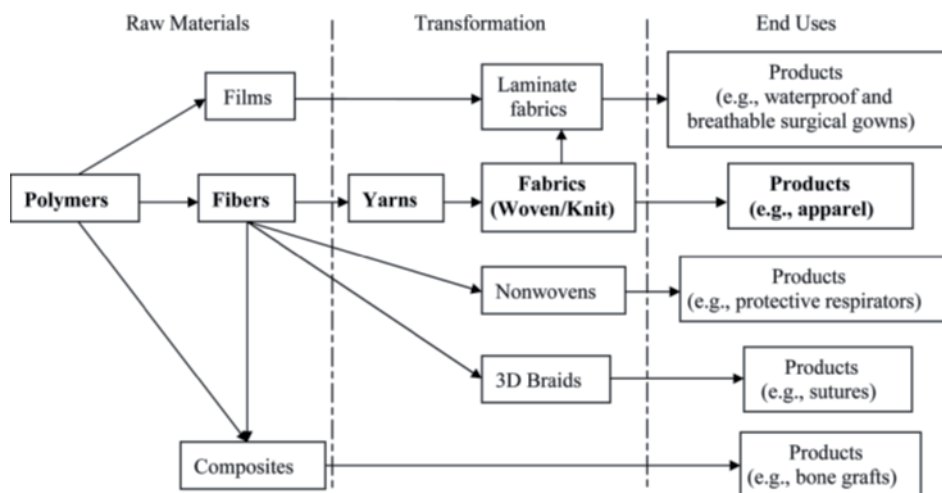 Raw Materials
Transformation
End Uses
Films
Laminate
fabrics
Products
(e.g., waterproof and
breathable surgical gowns)
Polymers
Fibers
Yarns
Fabrics
(Woven/Knit)
Products
(e.g., apparel)
Nonwovens
Products
(e.g., protective respirators)
3D Braids
Products
(e.g., sutures)
Composites
Products
(e.g., bone grafts)